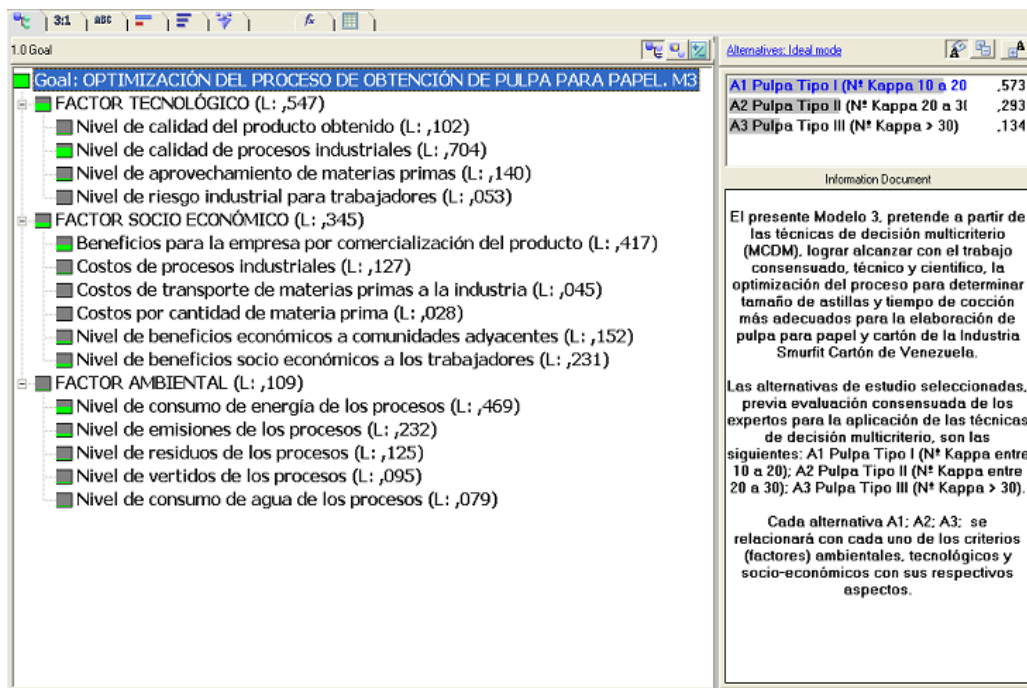 3:1 ABC fx
1.0 Goal
Alternatives: Ideal mode
Goal: OPTIMIZACIÓN DEL PROCESO DE OBTENCIÓN DE PULPA PARA PAPEL. M3
FACTOR TECNOLÓGICO (L: ,547)
Nivel de calidad del producto obtenido (L: ,102)
Nivel de calidad de procesos industriales (L: ,704)
Nivel de aprovechamiento de materias primas (L: ,140)
Nivel de riesgo industrial para trabajadores (L: ,053)
FACTOR SOCIO ECONÓMICO (L: ,345)
Beneficios para la empresa por comercialización del producto (L: ,417)
Costos de procesos industriales (L: ,127)
Costos de transporte de materias primas a la industria (L: ,045)
Costos por cantidad de materia prima (L: ,028)
Nivel de beneficios económicos a comunidades adyacentes (L: ,152)
Nivel de beneficios socio económicos a los trabajadores (L: ,231)
FACTOR AMBIENTAL (L: ,109)
Nivel de consumo de energía de los procesos (L: ,469)
Nivel de emisiones de los procesos (L: ,232)
Nivel de residuos de los procesos (L: ,125)
Nivel de vertidos de los procesos (L: ,095)
Nivel de consumo de agua de los procesos (L: ,079)
A1 Pulpa Tipo I (Nº Kappa 10 a 20 ,573
A2 Pulpa Tipo II (Nº Kappa 20 a 3( ,293
A3 Pulpa Tipo III (Nº Kappa > 30) ,134
Information Document
El presente Modelo 3, pretende a partir de
las técnicas de decisión multicriterio
(MCDM), lograr alcanzar con el trabajo
consensuado, técnico y cientifico, la
optimización del proceso para determinar
tamaño de astillas y tiempo de cocción
más adecuados para la elaboración de
pulpa para papel y cartón de la Industria
Smurfit Cartón de Venezuela.
Las alternativas de estudio seleccionadas,
previa evaluación consensuada de los
expertos para la aplicación de las técnicas
de decisión multicriterio, son las
siguientes: A1 Pulpa Tipo I (Nº Kappa entre
10 a 20); A2 Pulpa Tipo II (Nº Kappa entre
20 a 30); A3 Pulpa Tipo III (Nº Kappa > 30).
Cada alternativa A1; A2; A3; se
relacionará con cada uno de los criterios
(factores) ambientales, tecnológicos y
socio-económicos con sus respectivos
aspectos.